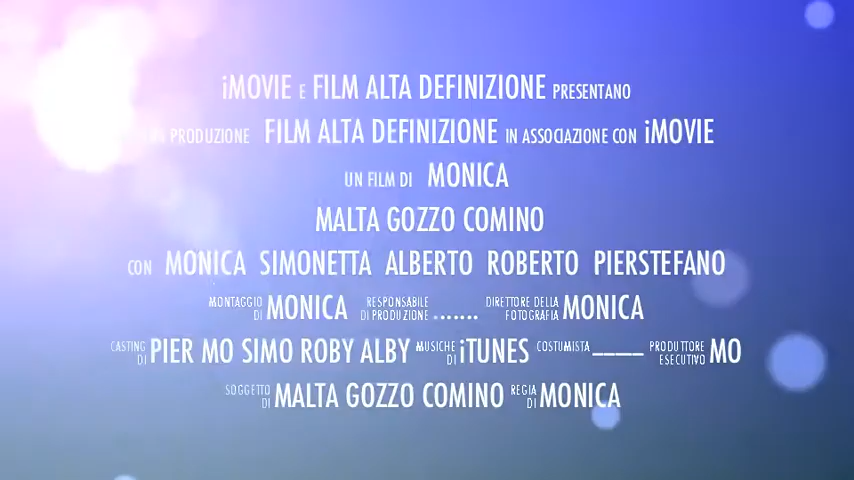 iMOVIE E FILM ALTA DEFINIZIONE PRESENTANO
PRODUZIONE FILM ALTA DEFINIZIONE IN ASSOCIAZIONE CON iMOVIE
UN FILM DI MONICA
MALTA GOZZO COMINO
CON MONICA SIMONETTA ALBERTO ROBERTO PIERSTEFANO
MONTAGGIO DI MONICA RESPONSABILE DI PRODUZIONE ....... DIRETTORE DELLA FOTOGRAFIA MONICA
CASTING DI PIER MO SIMO ROBY ALBY MUSICHE DI iTUNES COSTUMISTA ––––– PRODUTTORE ESECUTIVO MO
SOGGETTO DI MALTA GOZZO COMINO REGIA DI MONICA